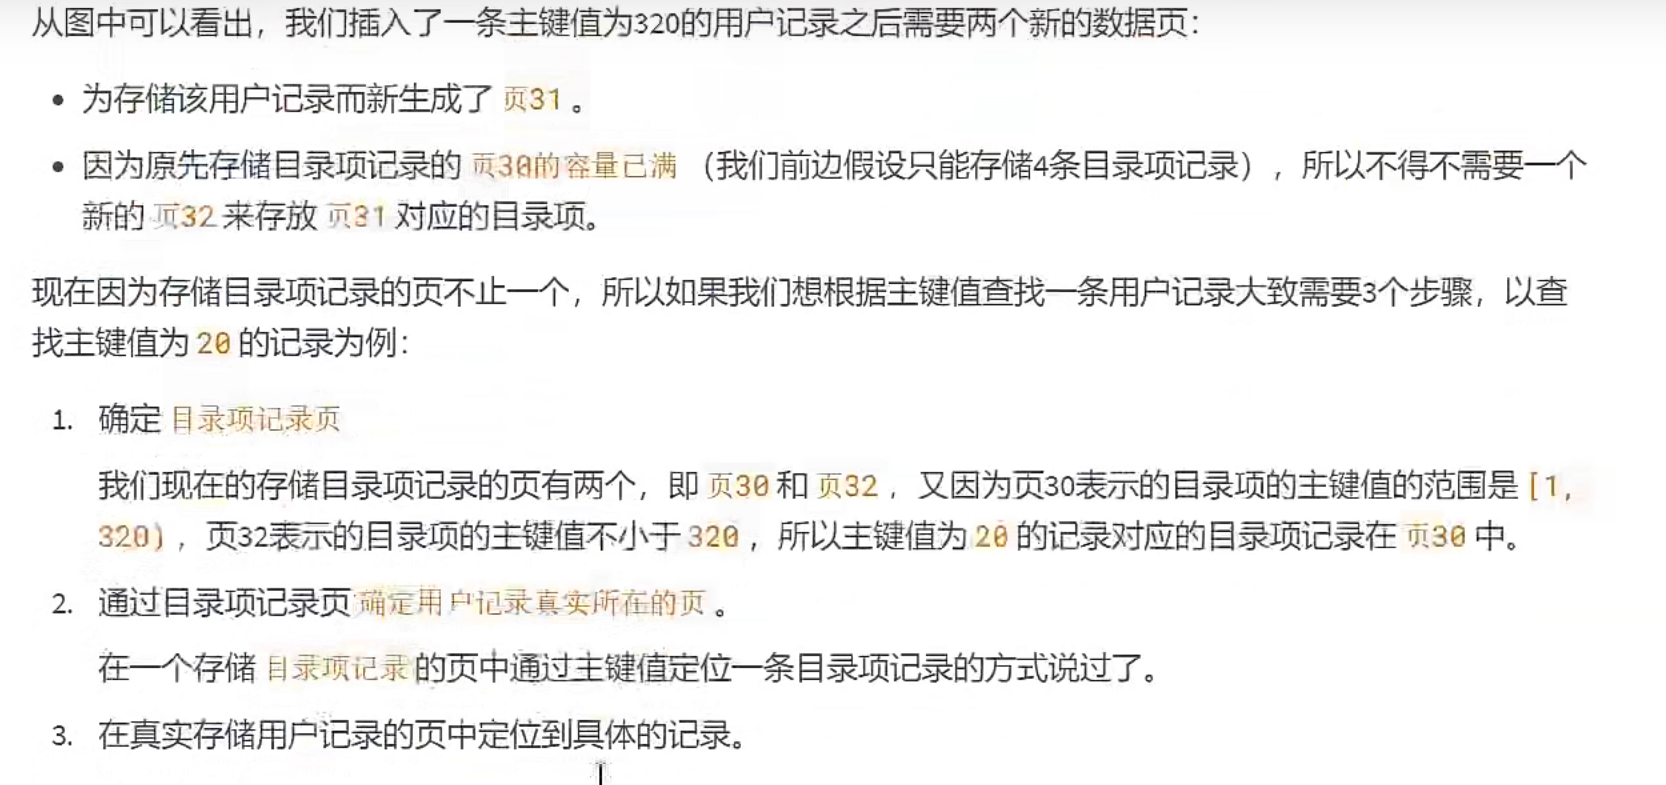 从图中可以看出，我们插入了一条主键值为320的用户记录之后需要两个新的数据页：
• 为存储该用户记录而新生成了 页31 。
• 因为原先存储目录项记录的 页30的容量已满 （我们前边假设只能存储4条目录项记录），所以不得不需要一个
新的 页32 来存放 页31 对应的目录项。
现在因为存储目录项记录的页不止一个，所以如果我们想根据主键值查找一条用户记录大致需要3个步骤，以查
找主键值为 20 的记录为例：
1. 确定 目录项记录页
我们现在的存储目录项记录的页有两个，即 页30 和 页32 ，又因为页30表示的目录项的主键值的范围是 [1,
320) ，页32表示的目录项的主键值不小于 320 ，所以主键值为 20 的记录对应的目录项记录在 页30 中。
2. 通过目录项记录页 确定用户记录真实所在的页 。
在一个存储 目录项记录 的页中通过主键值定位一条目录项记录的方式说过了。
3. 在真实存储用户记录的页中定位到具体的记录。